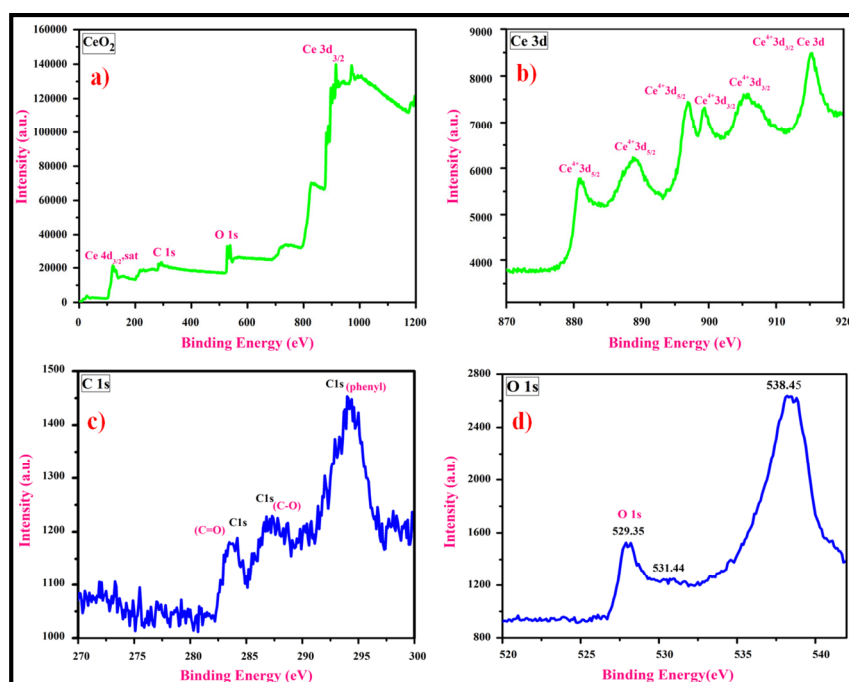 CeO2
a)
Ce 3d
3/2
Ce 4d3/2,sat
C 1s
O 1s
Intensity (a.u.)
160000
140000
120000
100000
80000
60000
40000
20000
0
0 200 400 600 800 1000 1200
Binding Energy (eV)
Ce 3d
b)
Ce4+3d3/2 Ce 3d
Ce4+3d5/2
Ce4+3d3/2
Ce4+3d3/2
Ce4+3d5/2
Ce4+3d5/2
Intensity (a.u.)
9000
8000
7000
6000
5000
4000
870 880 890 900 910 920
Binding Energy (eV)
C 1s
c)
C1s (phenyl)
C1s
(C-O)
(C=O) C1s
Intensity (a.u.)
1500
1400
1300
1200
1100
1000
270 275 280 285 290 295 300
Binding Energy (eV)
O 1s
d)
538.45
O 1s
529.35
531.44
Intensity (a.u.)
2800
2400
2000
1600
1200
800
520 525 530 535 540
Binding Energy(eV)